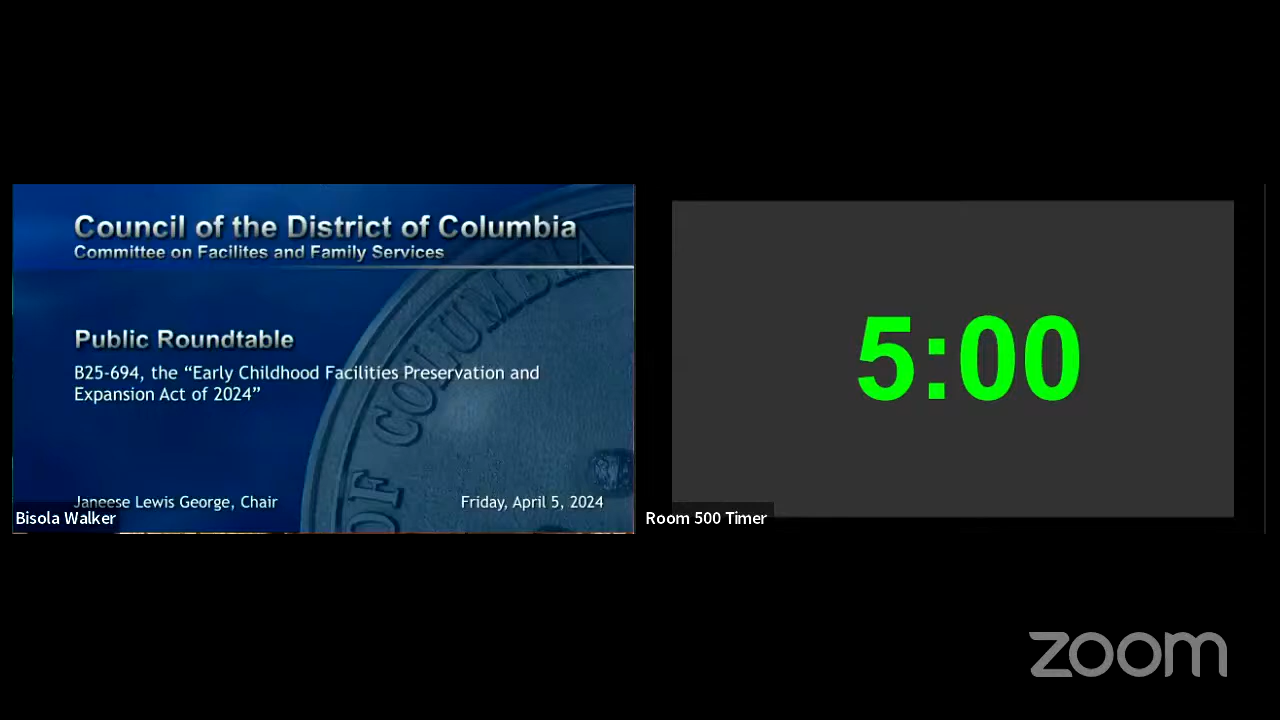 Council of the District of Columbia
Committee on Facilites and Family Services
Public Roundtable
B25-694, the “Early Childhood Facilities Preservation and
Expansion Act of 2024”
Janeese Lewis George, Chair
Friday, April 5, 2024
OF COLUMBIA
Bisola Walker
5:00
Room 500 Timer
zoom